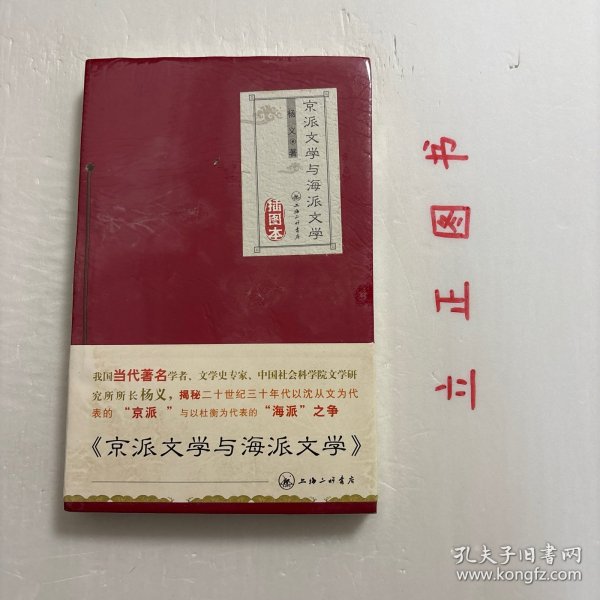 京派文学与海派文学
杨义·著
插图本
上海三联书店
我国当代著名学者、文学史专家、中国社会科学院文学研
究所所长杨义，揭秘二十世纪三十年代以沈从文为代
表的“京派”与以杜衡为代表的“海派”之争
《京派文学与海派文学》
上海三联书店
立正图书
孔夫子旧书网
www.kongfz.com